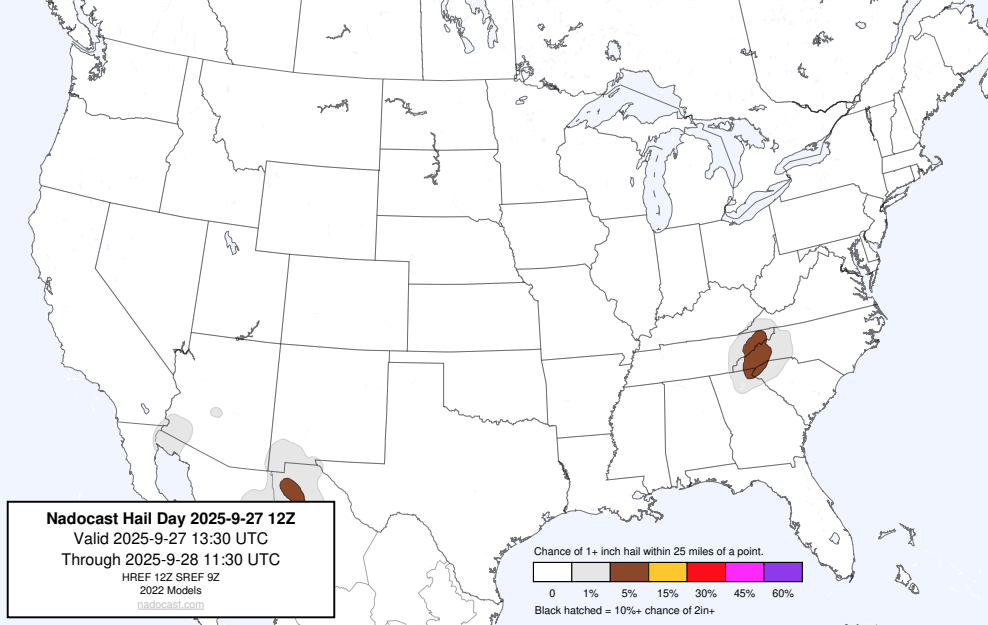 Nadocast Hail Day 2025-9-27 12Z
Valid 2025-9-27 13:30 UTC
Through 2025-9-28 11:30 UTC
HREF 12Z SREF 9Z
2022 Models
nadocast.com
Chance of 1+ inch hail within 25 miles of a point.
0 1% 5% 15% 30% 45% 60%
Black hatched = 10%+ chance of 2in+